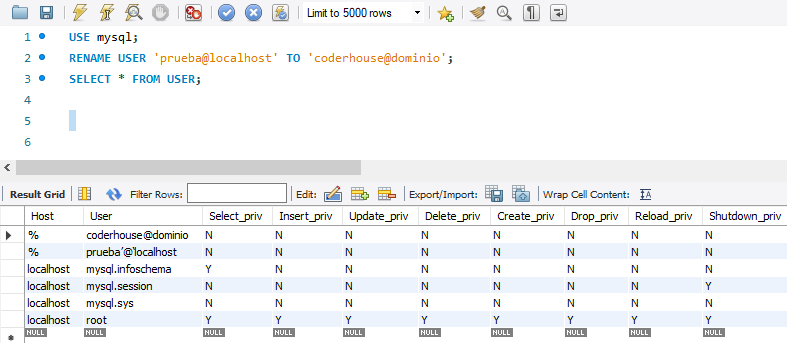 Limit to 5000 rows
1 USE mysql;
2 RENAME USER 'prueba@localhost' TO 'coderhouse@dominio';
3 SELECT * FROM USER;
4
5
6
Result Grid Filter Rows: Edit: Export/Import: Wrap Cell Content:
Host User Select_priv Insert_priv Update_priv Delete_priv Create_priv Drop_priv Reload_priv Shutdown_priv
% coderhouse@dominio N N N N N N N N
% prueba´@'localhost N N N N N N N N
localhost mysql.infoschema Y N N N N N N N
localhost mysql.session N N N N N N N Y
localhost mysql.sys N N N N N N N N
localhost root Y Y Y Y Y Y Y Y
NULL NULL NULL NULL NULL NULL NULL NULL NULL NULL